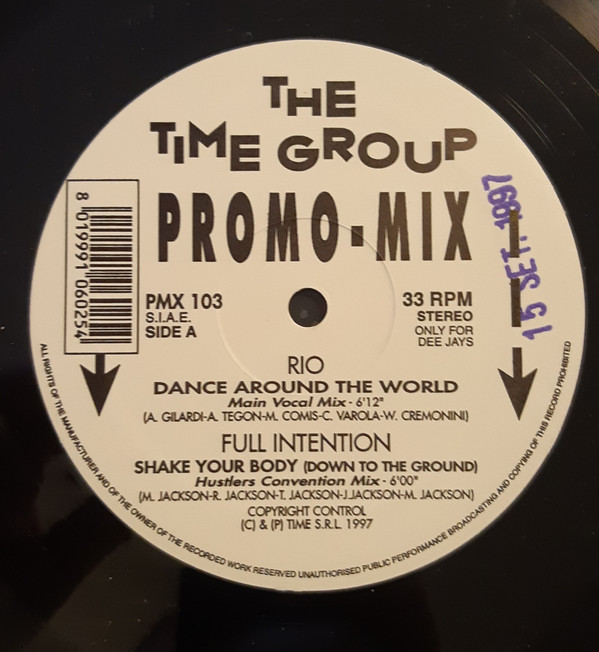 THE
TIME GROUP
PROMO-MIX
8 019991 060254
15 SET. 1997
PMX 103
S.I.A.E.
SIDE A
33 RPM
STEREO
ONLY FOR
DEE JAYS
RIO
DANCE AROUND THE WORLD
Main Vocal Mix - 6'12"
(A. GILARDI-A. TEGON-M. COMIS-C. VAROLA-W. CREMONINI)
FULL INTENTION
SHAKE YOUR BODY (DOWN TO THE GROUND)
Hustlers Convention Mix - 6'00"
(M. JACKSON-R. JACKSON-T. JACKSON-J.JACKSON-M. JACKSON)
COPYRIGHT CONTROL
(C) & (P) TIME S.R.L. 1997
ALL RIGHTS OF THE MANUFACTURER AND OF THE OWNER OF THE RECORDED WORK RESERVED UNAUTHORISED PUBLIC PERFORMANCE BROADCASTING AND COPYING OF THIS RECORD PROHIBITED